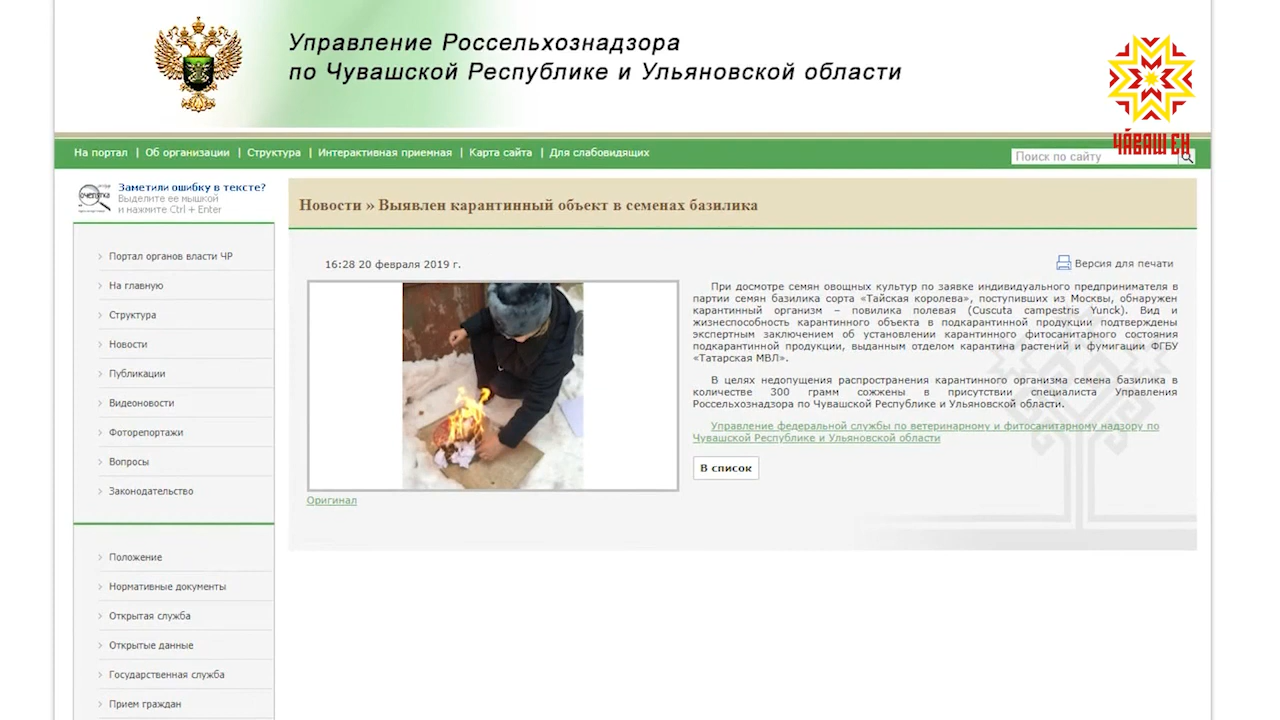 Управление Россельхознадзора
по Чувашской Республике и Ульяновской области
ЧӐВАШ ЕН
На портал | Об организации | Структура | Интерактивная приемная | Карта сайта | Для слабовидящих
Поиск по сайту
очепятка
Заметили ошибку в тексте?
Выделите ее мышкой
и нажмите Ctrl + Enter
Портал органов власти ЧР
На главную
Структура
Новости
Публикации
Видеоновости
Фоторепортажи
Вопросы
Законодательство
Положение
Нормативные документы
Открытая служба
Открытые данные
Государственная служба
Прием граждан
Новости » Выявлен карантинный объект в семенах базилика
16:28 20 февраля 2019 г.
Версия для печати
Оригинал
При досмотре семян овощных культур по заявке индивидуального предпринимателя в
партии семян базилика сорта «Тайская королева», поступивших из Москвы, обнаружен
карантинный организм – повилика полевая (Cuscuta campestris Yunck). Вид и
жизнеспособность карантинного объекта в подкарантинной продукции подтверждены
экспертным заключением об установлении карантинного фитосанитарного состояния
подкарантинной продукции, выданным отделом карантина растений и фумигации ФГБУ
«Татарская МВЛ».
В целях недопущения распространения карантинного организма семена базилика в
количестве 300 грамм сожжены в присутствии специалиста Управления
Россельхознадзора по Чувашской Республике и Ульяновской области.
Управление федеральной службы по ветеринарному и фитосанитарному надзору по
Чувашской Республике и Ульяновской области
В список